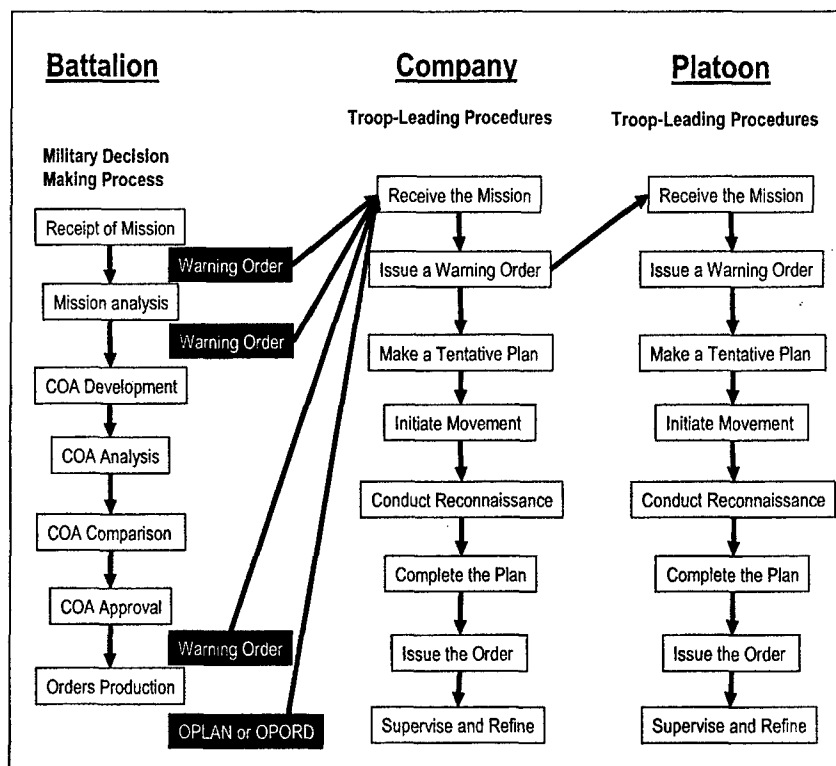 Battalion
Military Decision
Making Process
Receipt of Mission
Mission analysis
COA Development
COA Analysis
COA Comparison
COA Approval
Orders Production
Warning Order
Warning Order
Warning Order
OPLAN or OPORD
Company
Troop-Leading Procedures
Receive the Mission
Issue a Warning Order
Make a Tentative Plan
Initiate Movement
Conduct Reconnaissance
Complete the Plan
Issue the Order
Supervise and Refine
Platoon
Troop-Leading Procedures
Receive the Mission
Issue a Warning Order
Make a Tentative Plan
Initiate Movement
Conduct Reconnaissance
Complete the Plan
Issue the Order
Supervise and Refine